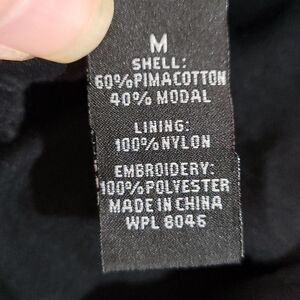 M
SHELL:
60%PIMACOTTON
40% MODAL
LINING:
100%NYLON
EMBROIDERY:
100%POLYESTER
MADE IN CHINA
WPL 8046